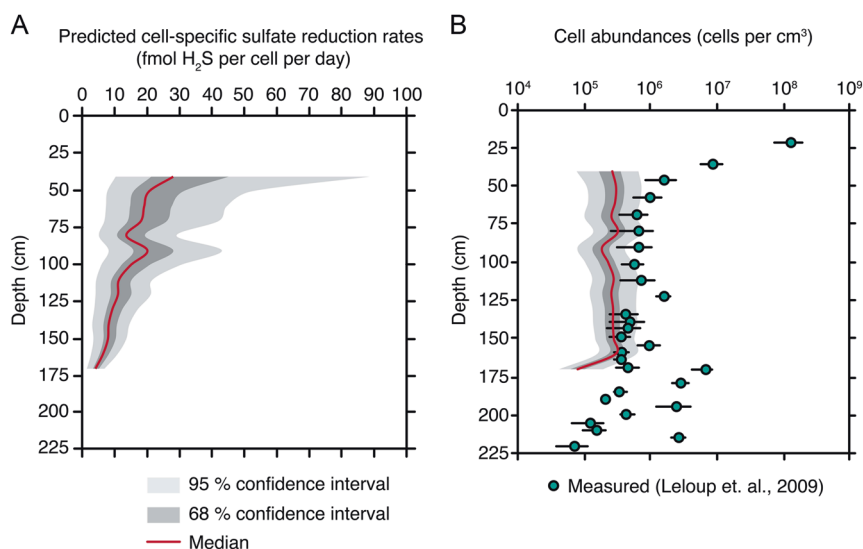 A
Predicted cell-specific sulfate reduction rates
(fmol H₂S per cell per day)
0 10 20 30 40 50 60 70 80 90 100
0
25
50
75
100
125
150
175
200
225
Depth (cm)
95 % confidence interval
68 % confidence interval
Median
B
Cell abundances (cells per cm³)
10⁴ 10⁵ 10⁶ 10⁷ 10⁸ 10⁹
0
25
50
75
100
125
150
175
200
225
Depth (cm)
Measured (Leloup et. al., 2009)